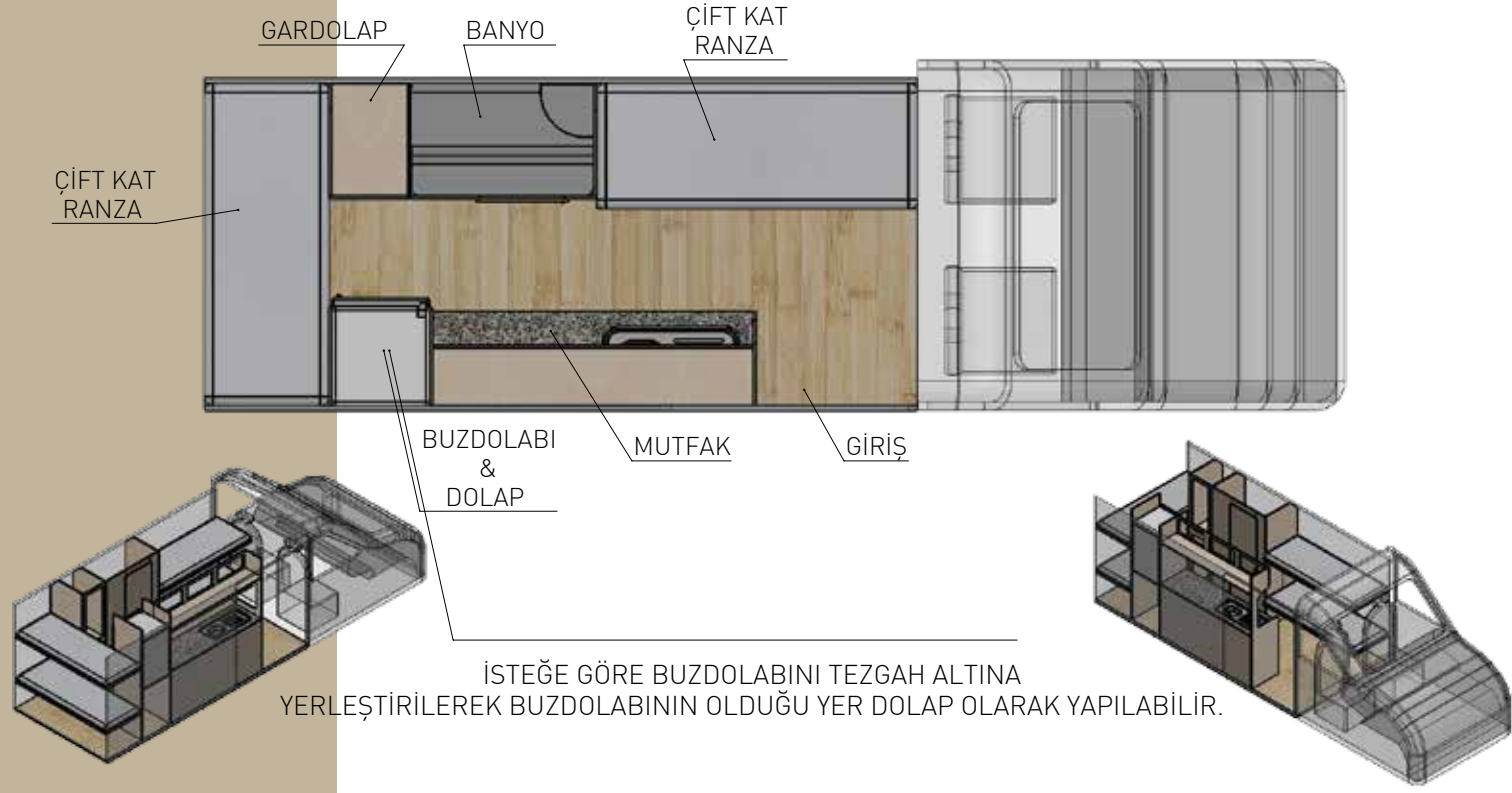 GARDOLAP
BANYO
ÇİFT KAT
RANZA
ÇİFT KAT
RANZA
BUZDOLABI
&
DOLAP
MUTFAK
GİRİŞ
İSTEĞE GÖRE BUZDOLABINI TEZGAH ALTINA
YERLEŞTİRİLEREK BUZDOLABININ OLDUĞU YER DOLAP OLARAK YAPILABİLİR.